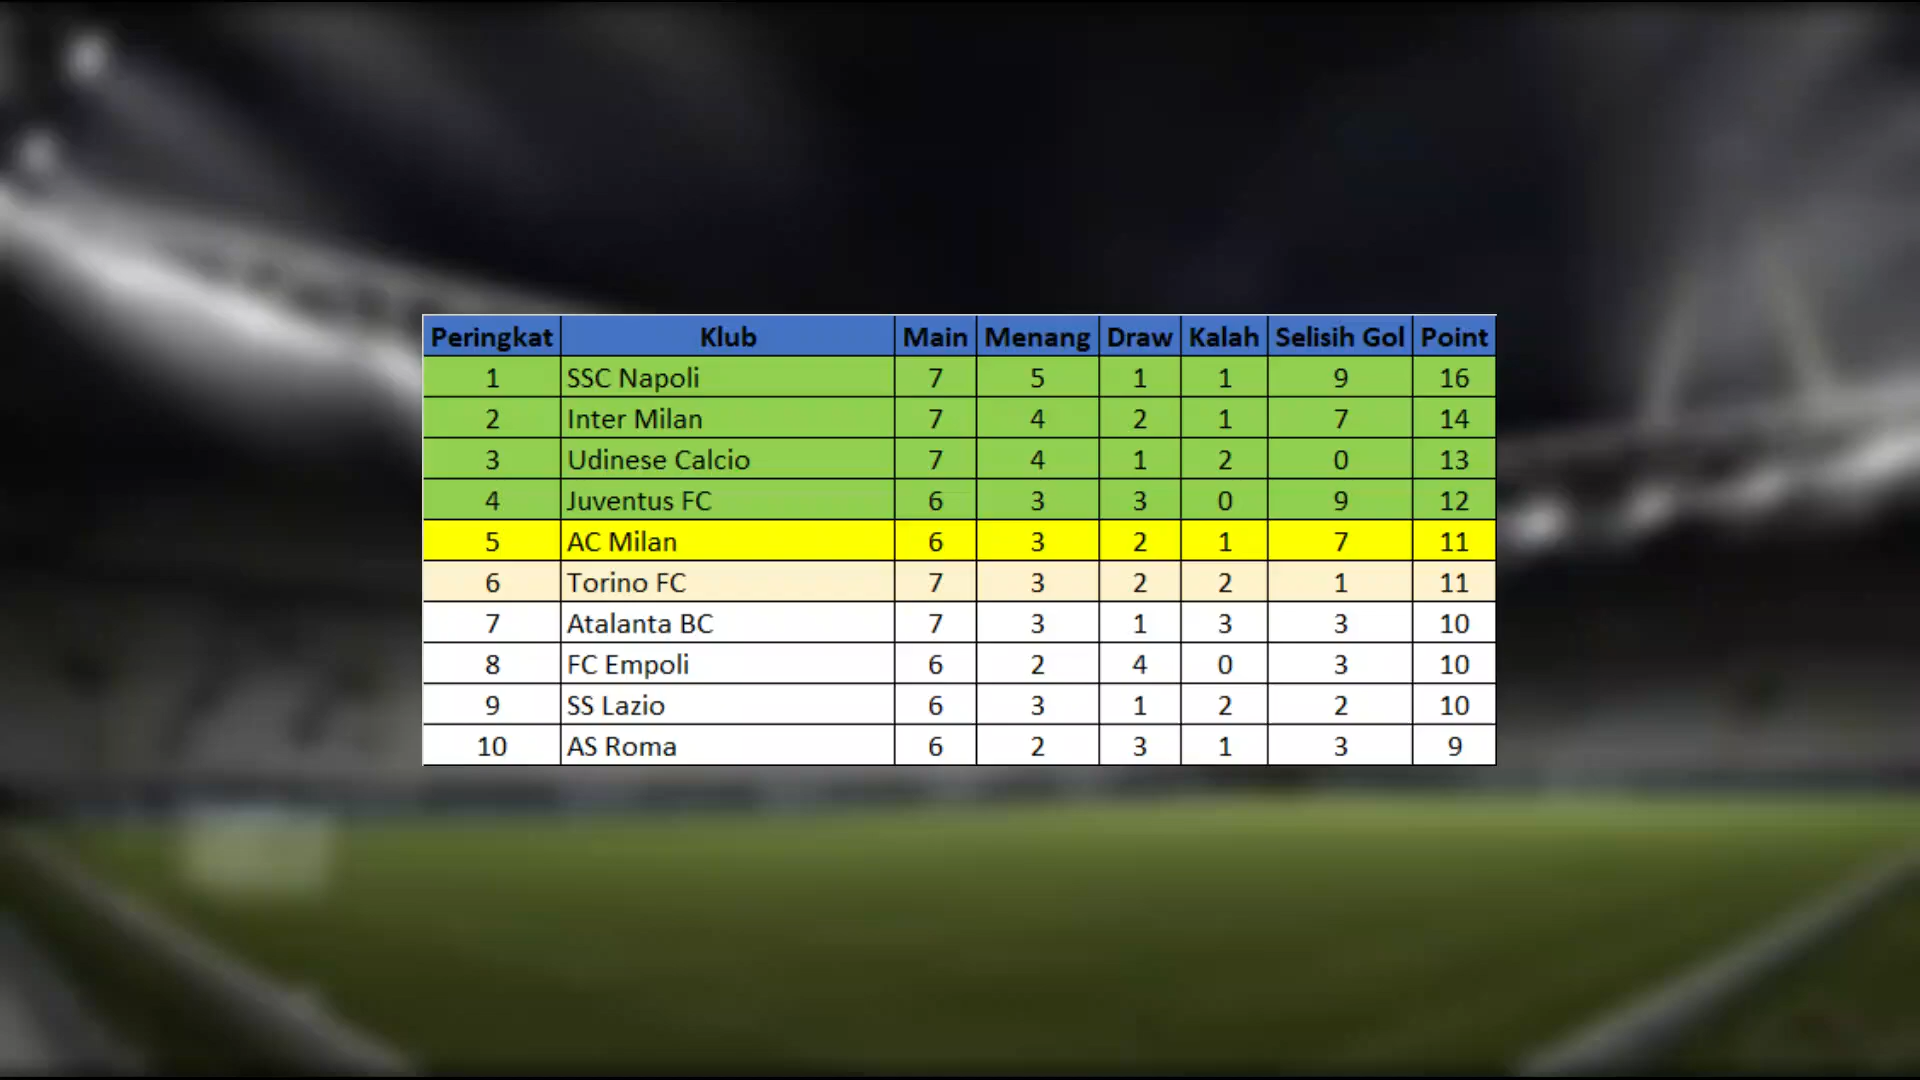 Peringkat Klub Main Menang Draw Kalah Selisih Gol Point
1 SSC Napoli 7 5 1 1 9 16
2 Inter Milan 7 4 2 1 7 14
3 Udinese Calcio 7 4 1 2 0 13
4 Juventus FC 6 3 3 0 9 12
5 AC Milan 6 3 2 1 7 11
6 Torino FC 7 3 2 2 1 11
7 Atalanta BC 7 3 1 3 3 10
8 FC Empoli 6 2 4 0 3 10
9 SS Lazio 6 3 1 2 2 10
10 AS Roma 6 2 3 1 3 9